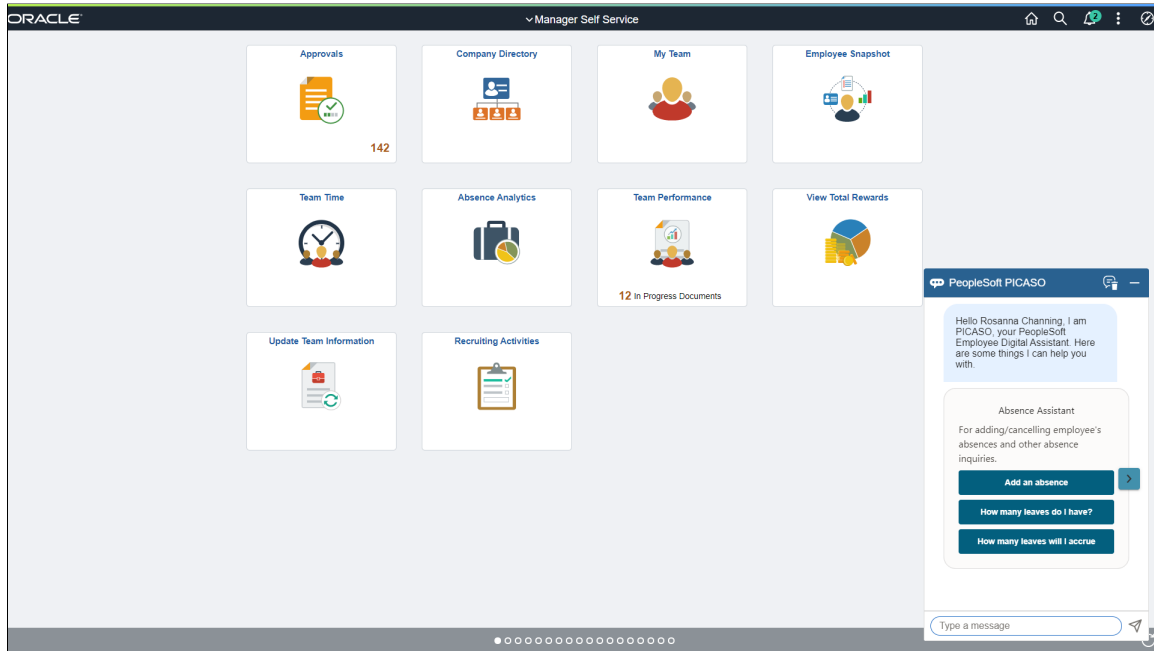 ORACLE
Manager Self Service
2
Approvals
Company Directory
My Team
Employee Snapshot
142
Team Time
Absence Analytics
Team Performance
View Total Rewards
12 In Progress Documents
Update Team Information
Recruiting Activities
PeopleSoft PICASO
Hello Rosanna Channing, I am
PICASO, your PeopleSoft
Employee Digital Assistant. Here
are some things I can help you
with.
Absence Assistant
For adding/cancelling employee's
absences and other absence
inquiries.
Add an absence
How many leaves do I have?
How many leaves will I accrue
Type a message